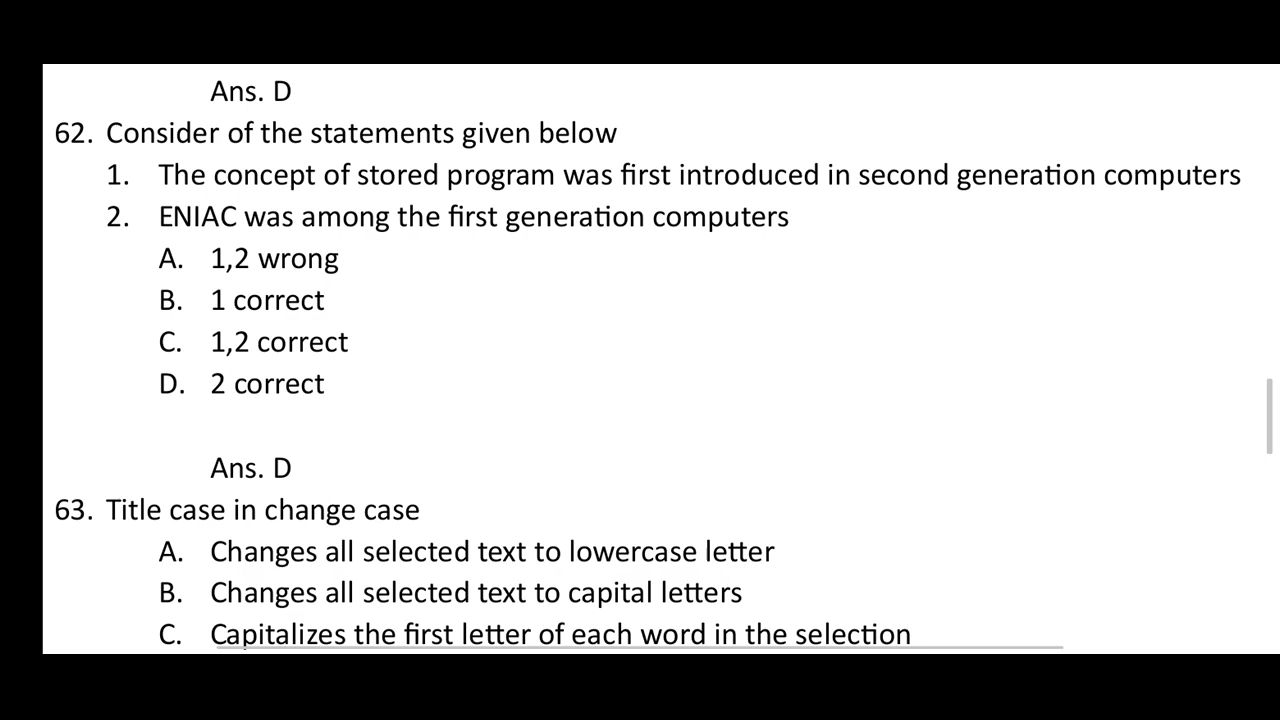 Ans. D
62. Consider of the statements given below
1. The concept of stored program was first introduced in second generation computers
2. ENIAC was among the first generation computers
A. 1,2 wrong
B. 1 correct
C. 1,2 correct
D. 2 correct
Ans. D
63. Title case in change case
A. Changes all selected text to lowercase letter
B. Changes all selected text to capital letters
C. Capitalizes the first letter of each word in the selection